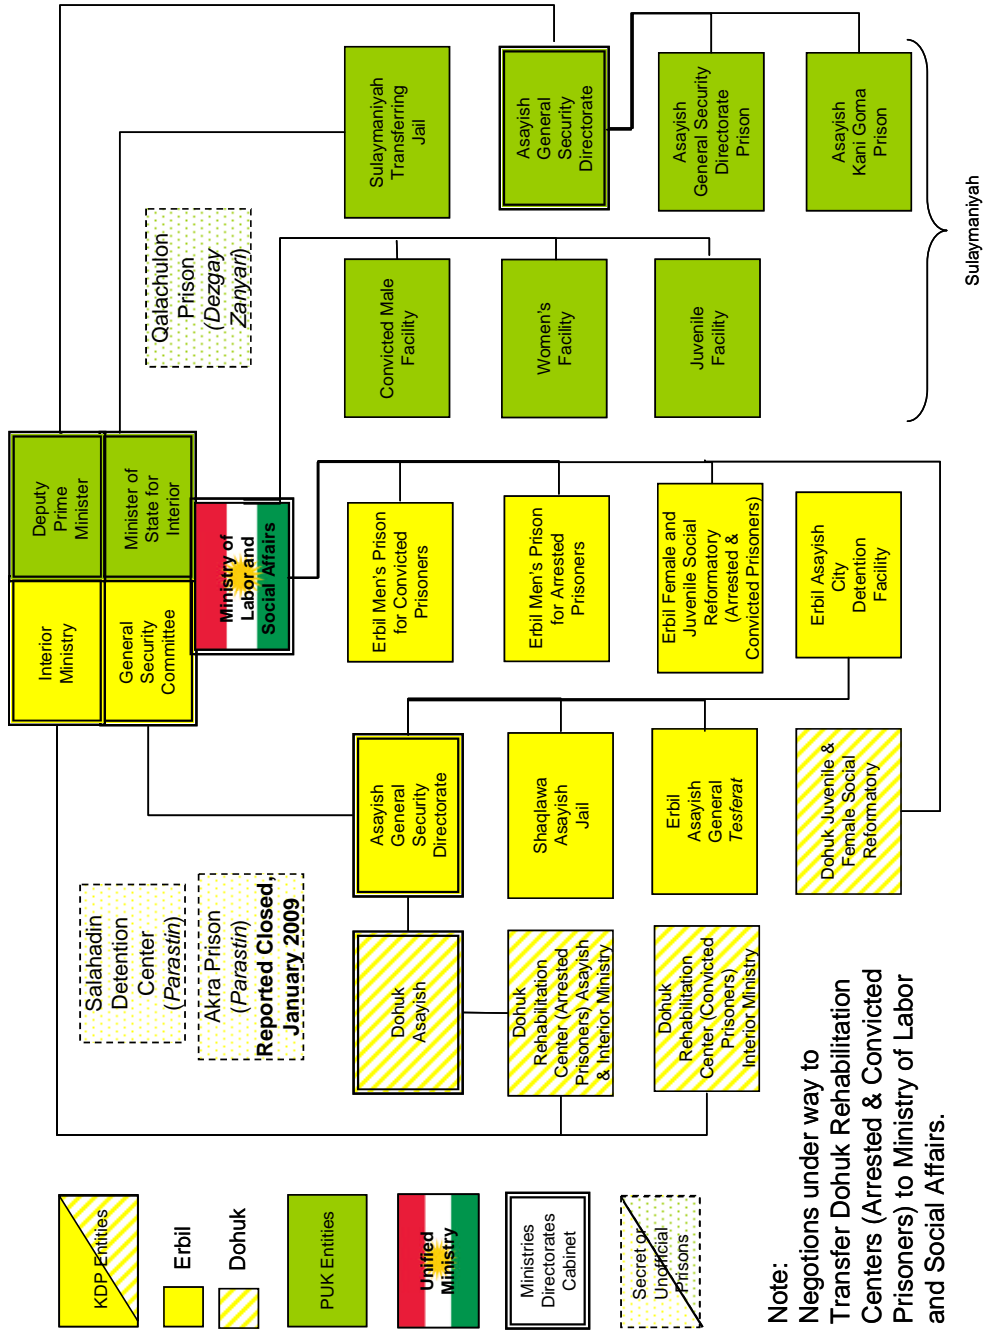 KDP Entities
Erbil
Dohuk
PUK Entities
Unified
Ministry
Ministries
Directorates
Cabinet
Secret or
Unofficial
Prisons
Note:
Negotions under way to
Transfer Dohuk Rehabilitation
Centers (Arrested & Convicted
Prisoners) to Ministry of Labor
and Social Affairs.
Interior
Ministry
Deputy
Prime
Minister
General
Security
Committee
Minister of
State for
Interior
Ministry of
Labor and
Social Affairs
Salahadin
Detention
Center
(Parastin)
Akra Prison
(Parastin)
Reported Closed,
January 2009
Qalachulon
Prison
(Dezgay
Zanyari)
Dohuk
Asayish
Asayish
General
Security
Directorate
Erbil Men's Prison
for Convicted
Prisoners
Convicted Male
Facility
Sulaymaniyah
Transferring
Jail
Dohuk
Rehabilitation
Center (Arrested
Prisoners) Asayish
& Interior Ministry
Shaqlawa
Asayish
Jail
Erbil Men's Prison
for Arrested
Prisoners
Women's
Facility
Asayish
General
Security
Directorate
Dohuk
Rehabilitation
Center (Convicted
Prisoners)
Interior Ministry
Erbil
Asayish
General
Tesferat
Erbil Female and
Juvenile Social
Reformatory
(Arrested &
Convicted Prisoners)
Juvenile
Facility
Asayish
General Security
Directorate
Prison
Dohuk Juvenile &
Female Social
Reformatory
Erbil Asayish
City
Detention
Facility
Asayish
Kani Goma
Prison
Sulaymaniyah